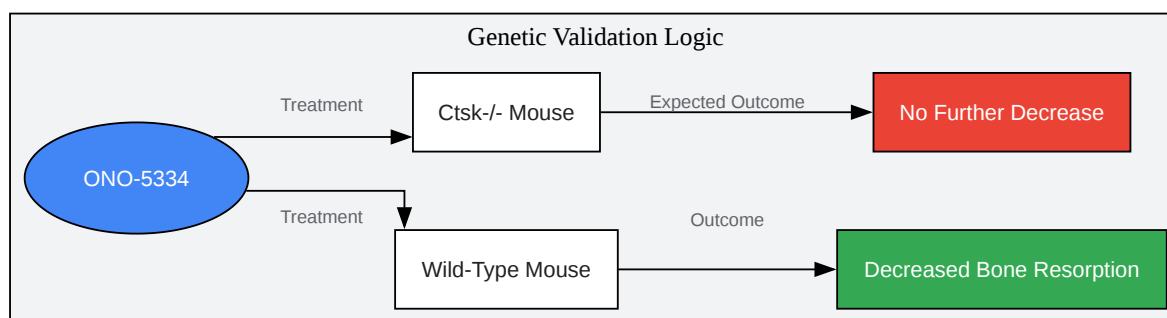 Genetic Validation Logic
Treatment
Ctsk-/- Mouse
Expected Outcome
No Further Decrease
ONO-5334
Treatment
Wild-Type Mouse
Outcome
Decreased Bone Resorption